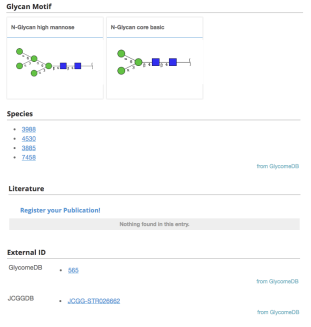 Glycan Motif
N-Glycan high mannose
N-Glycan core basic
Species
3988
4530
3885
7458
from GlycomeDB
Literature
Register your Publication!
Nothing found in this entry.
External ID
GlycomeDB
565
from GlycomeDB
JCGGDB
JCGG-STR026662
from GlycomeDB